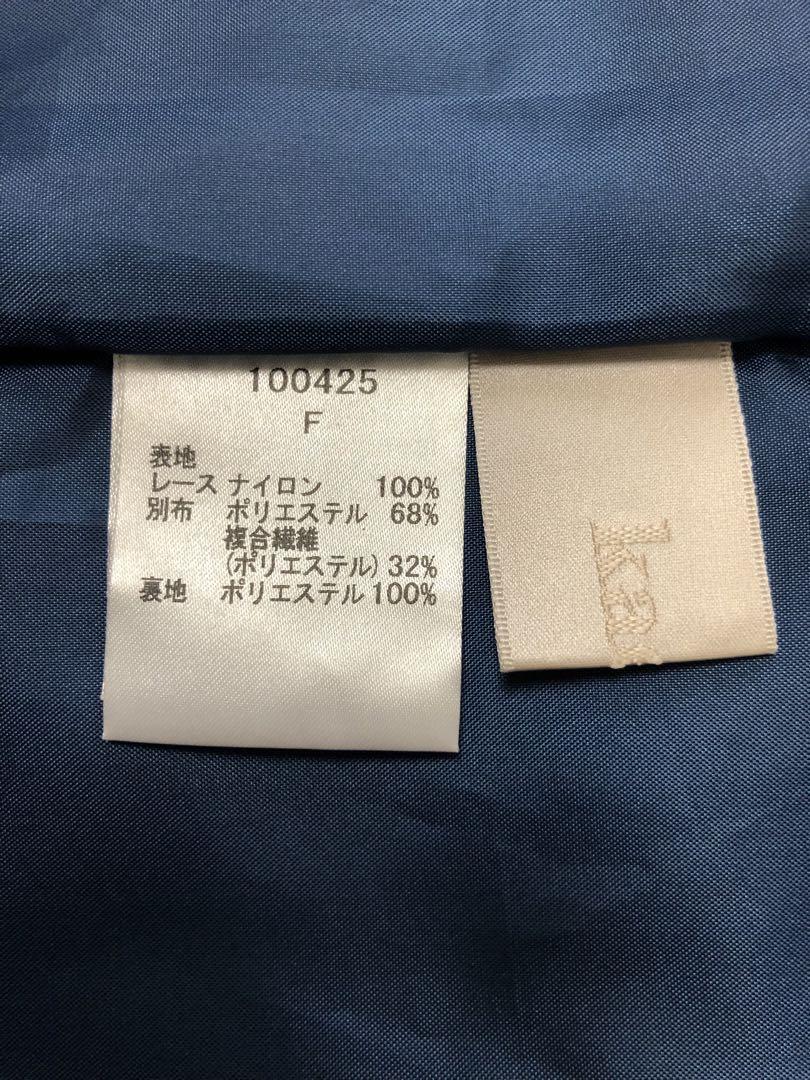 100425
F
表地
レース ナイロン 100%
別布 ポリエステル 68%
複合繊維
(ポリエステル) 32%
裏地 ポリエステル 100%